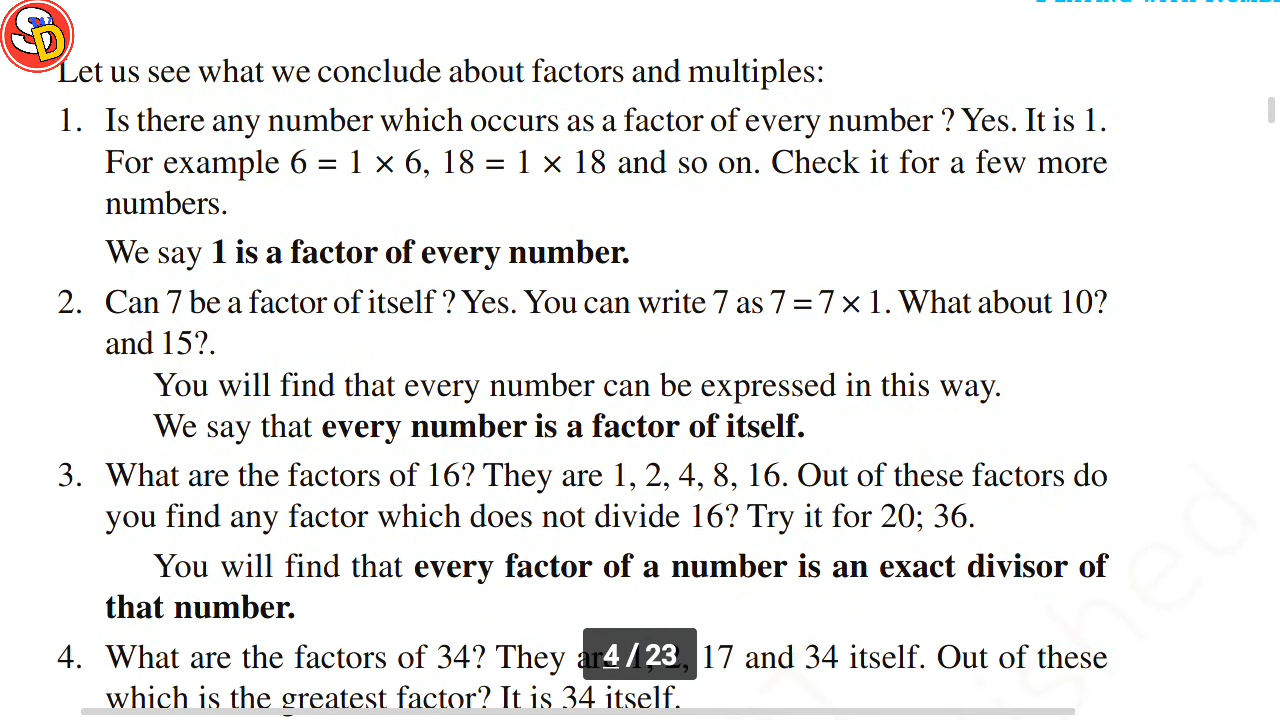 Let us see what we conclude about factors and multiples:
1. Is there any number which occurs as a factor of every number ? Yes. It is 1.
For example 6 = 1 × 6, 18 = 1 × 18 and so on. Check it for a few more
numbers.
We say 1 is a factor of every number.
2. Can 7 be a factor of itself ? Yes. You can write 7 as 7 = 7 × 1. What about 10?
and 15?.
You will find that every number can be expressed in this way.
We say that every number is a factor of itself.
3. What are the factors of 16? They are 1, 2, 4, 8, 16. Out of these factors do
you find any factor which does not divide 16? Try it for 20; 36.
You will find that every factor of a number is an exact divisor of
that number.
4. What are the factors of 34? They are 1, 2, 17 and 34 itself. Out of these
4 / 23
which is the greatest factor? It is 34 itself.